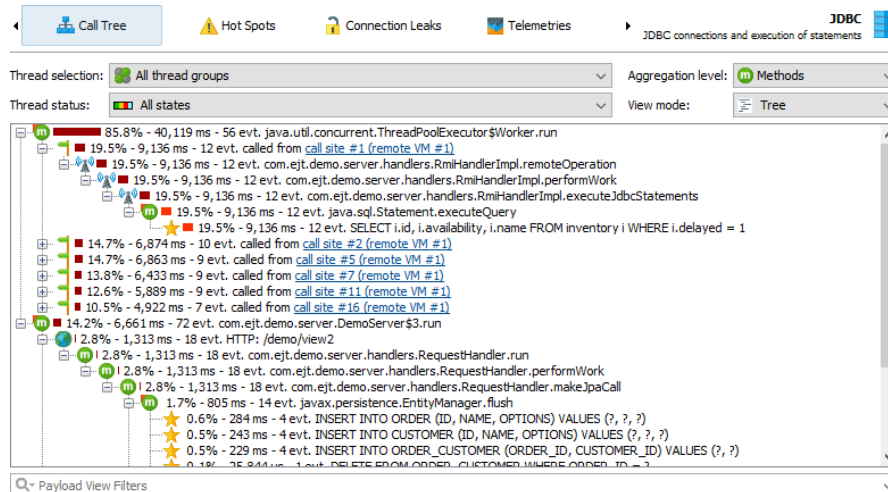 Call Tree
Hot Spots
Connection Leaks
Telemetries
JDBC
JDBC connections and execution of statements
Thread selection: All thread groups
Aggregation level: Methods
Thread status: All states
View mode: Tree
85.8% - 40,119 ms - 56 evt. java.util.concurrent.ThreadPoolExecutor$Worker.run
19.5% - 9,136 ms - 12 evt. called from call site #1 (remote VM #1)
19.5% - 9,136 ms - 12 evt. com.ejt.demo.server.handlers.RmiHandlerImpl.remoteOperation
19.5% - 9,136 ms - 12 evt. com.ejt.demo.server.handlers.RmiHandlerImpl.performWork
19.5% - 9,136 ms - 12 evt. com.ejt.demo.server.handlers.RmiHandlerImpl.executeJdbcStatements
19.5% - 9,136 ms - 12 evt. java.sql.Statement.executeQuery
19.5% - 9,136 ms - 12 evt. SELECT i.id, i.availability, i.name FROM inventory i WHERE i.delayed = 1
14.7% - 6,874 ms - 10 evt. called from call site #2 (remote VM #1)
14.7% - 6,863 ms - 9 evt. called from call site #5 (remote VM #1)
13.8% - 6,433 ms - 9 evt. called from call site #7 (remote VM #1)
12.6% - 5,889 ms - 9 evt. called from call site #11 (remote VM #1)
10.5% - 4,922 ms - 7 evt. called from call site #16 (remote VM #1)
14.2% - 6,661 ms - 72 evt. com.ejt.demo.server.DemoServer$3.run
2.8% - 1,313 ms - 18 evt. HTTP: /demo/view2
2.8% - 1,313 ms - 18 evt. com.ejt.demo.server.handlers.RequestHandler.run
2.8% - 1,313 ms - 18 evt. com.ejt.demo.server.handlers.RequestHandler.performWork
2.8% - 1,313 ms - 18 evt. com.ejt.demo.server.handlers.RequestHandler.makeJpaCall
1.7% - 805 ms - 14 evt. javax.persistence.EntityManager.flush
0.6% - 284 ms - 4 evt. INSERT INTO ORDER (ID, NAME, OPTIONS) VALUES (?, ?, ?)
0.5% - 243 ms - 4 evt. INSERT INTO CUSTOMER (ID, NAME, OPTIONS) VALUES (?, ?, ?)
0.5% - 229 ms - 4 evt. INSERT INTO ORDER_CUSTOMER (ORDER_ID, CUSTOMER_ID) VALUES (?, ?)
0.1% - 25,844 µs - 1 evt. DELETE FROM ORDER_CUSTOMER WHERE ORDER_ID = ?
Payload View Filters